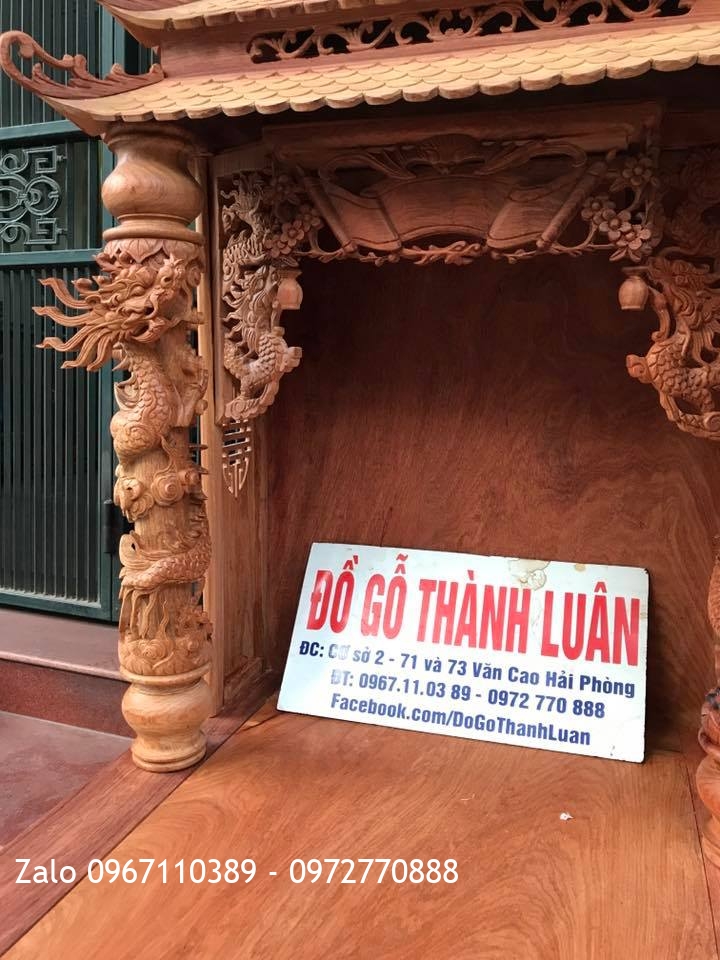 ĐỒ GỖ THÀNH LUÂN
ĐC: Cơ sở 2 - 71 và 73 Văn Cao Hải Phòng
ĐT: 0967.11.03 89 - 0972 770 888
Facebook.com/DoGoThanhLuan
Zalo 0967110389 - 0972770888